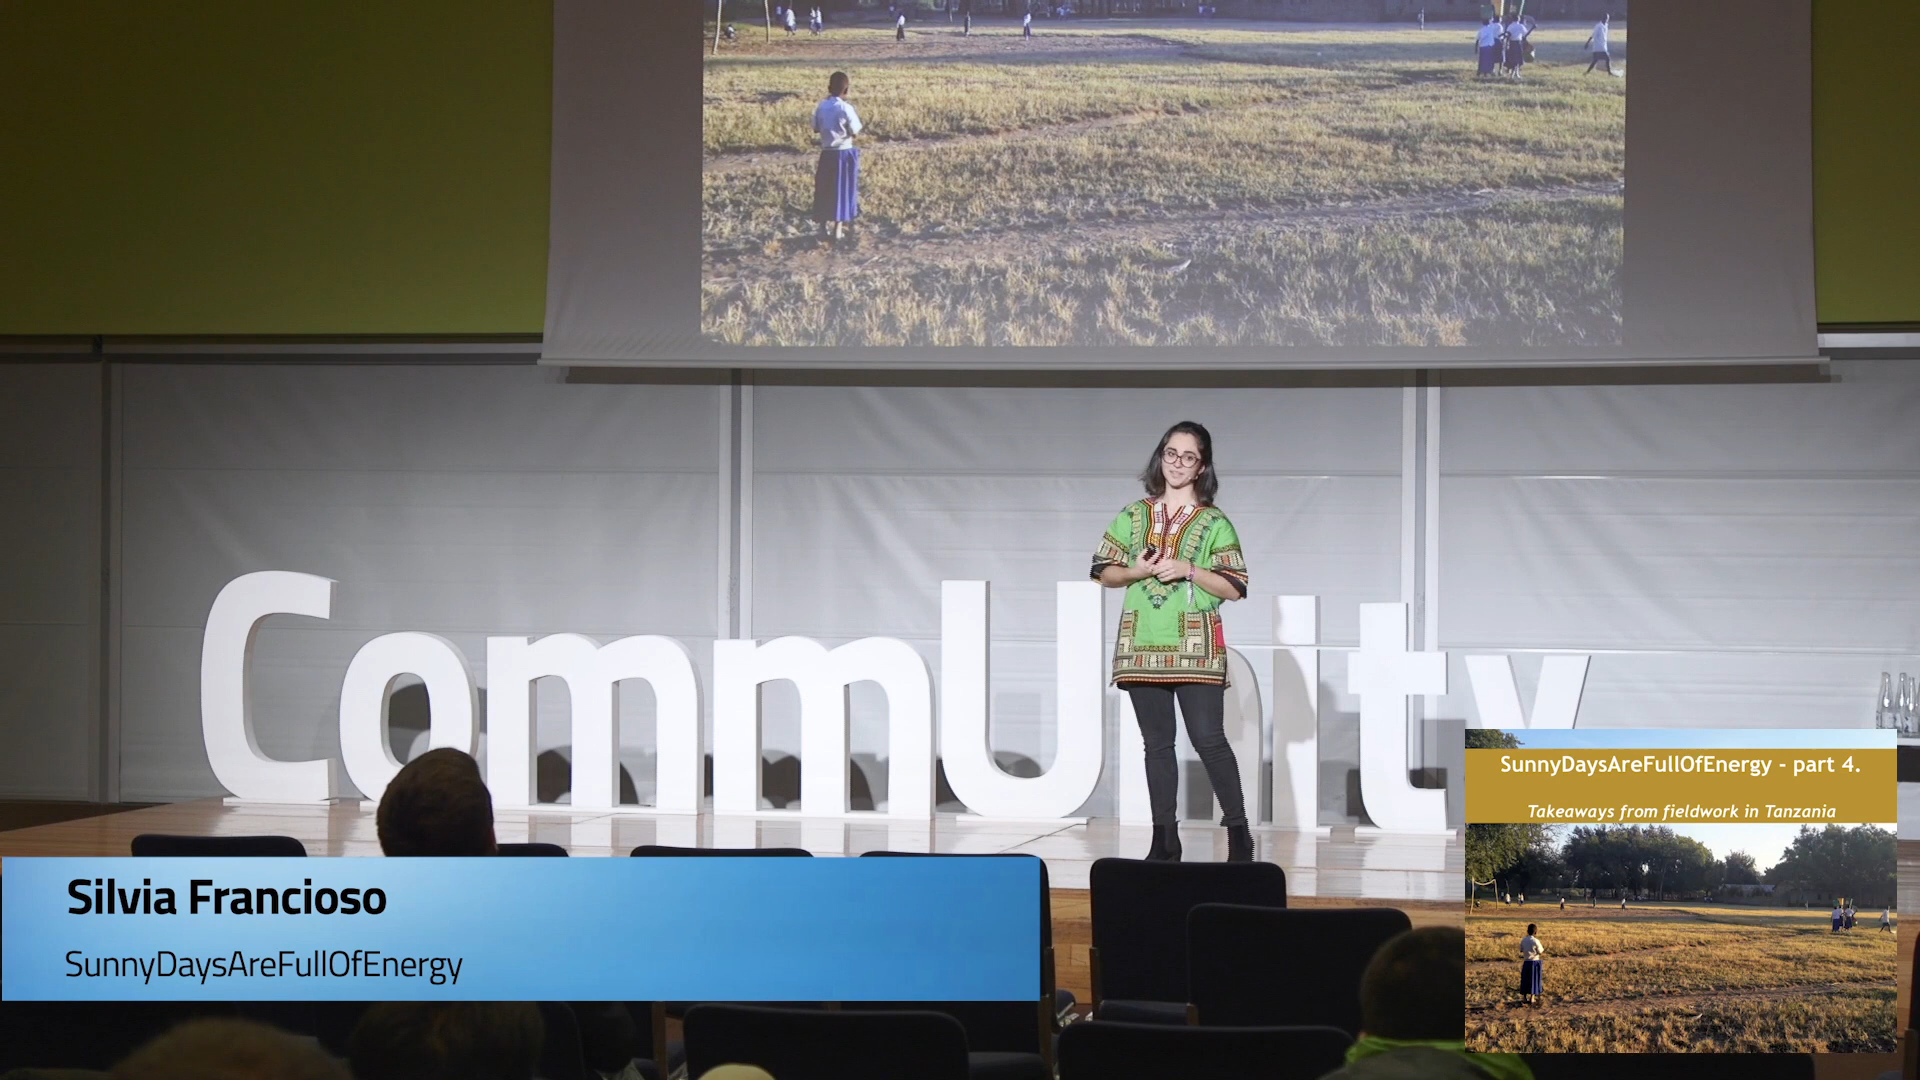 CommUnity
SunnyDaysAreFullOfEnergy - part 4.
Takeaways from fieldwork in Tanzania
Silvia Francioso
SunnyDaysAreFullOfEnergy